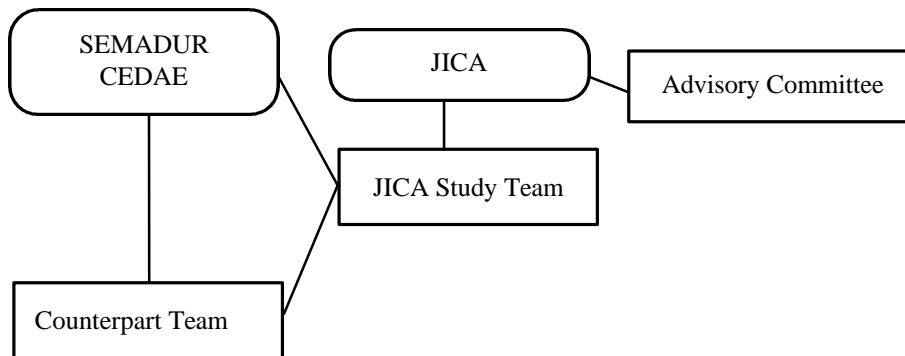 SEMADUR
CEDAE
JICA
Advisory Committee
JICA Study Team
Counterpart Team